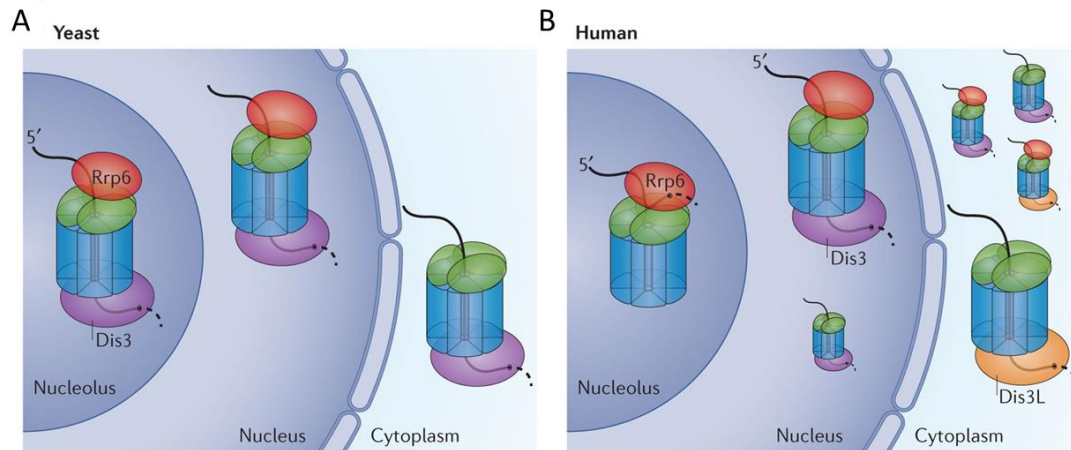 A
Yeast
5′
Rrp6
Dis3
Nucleolus
Nucleus
Cytoplasm
B
Human
5′
5′
Rrp6
Dis3
Dis3L
Nucleolus
Nucleus
Cytoplasm